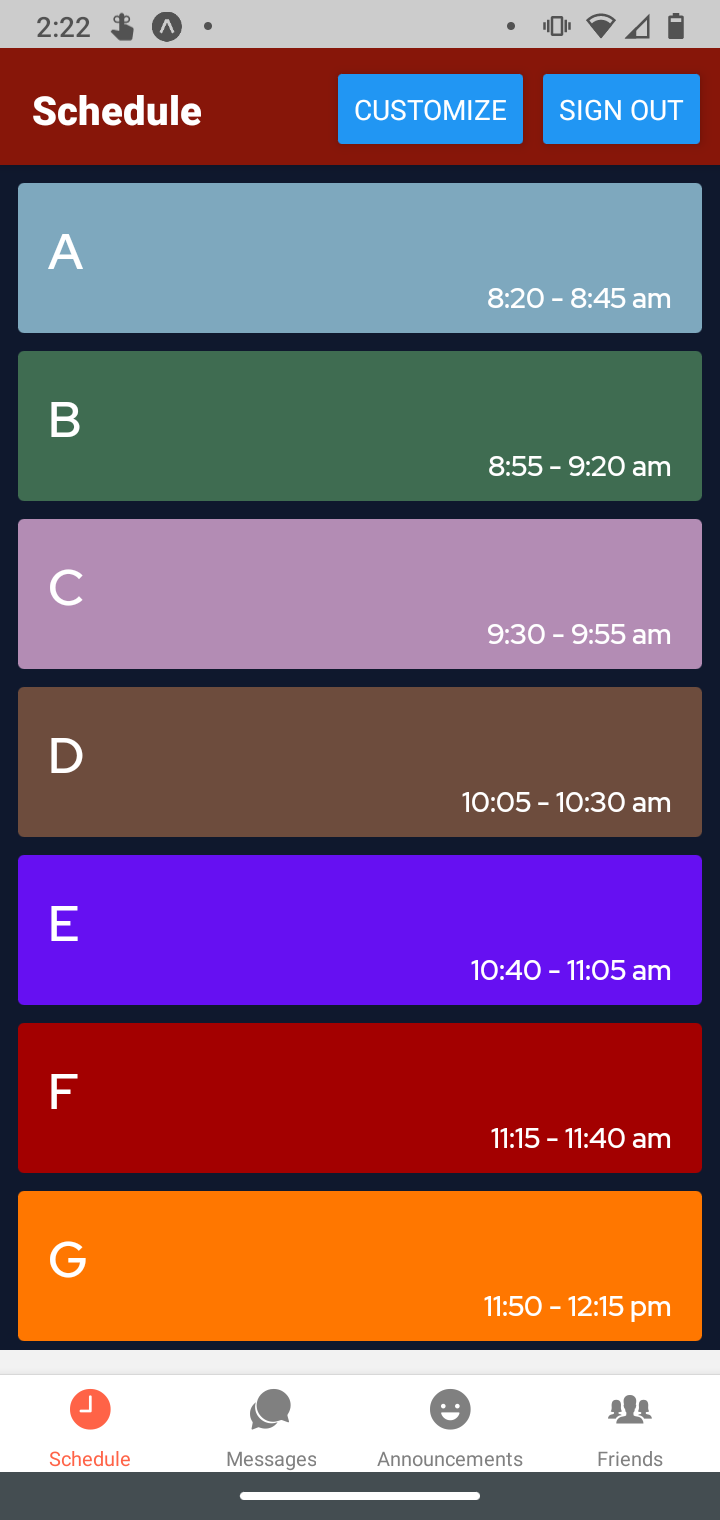 2:22
Schedule
CUSTOMIZE
SIGN OUT
A
8:20 - 8:45 am
B
8:55 - 9:20 am
C
9:30 - 9:55 am
D
10:05 - 10:30 am
E
10:40 - 11:05 am
F
11:15 - 11:40 am
G
11:50 - 12:15 pm
Schedule
Messages
Announcements
Friends